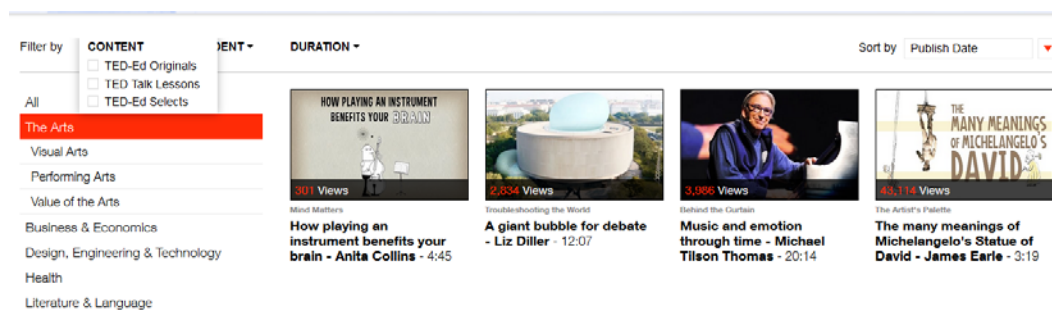 Filter by
CONTENT
DENT
DURATION
Sort by
Publish Date
TED-Ed Originals
TED Talk Lessons
TED-Ed Selects
All
The Arts
Visual Arts
Performing Arts
Value of the Arts
Business & Economics
Design, Engineering & Technology
Health
Literature & Language
HOW PLAYING AN INSTRUMENT
BENEFITS YOUR BRAIN
301 Views
Mind Matters
How playing an
instrument benefits your
brain - Anita Collins - 4:45
2,834 Views
Troubleshooting the World
A giant bubble for debate
- Liz Diller - 12:07
3,986 Views
Behind the Curtain
Music and emotion
through time - Michael
Tilson Thomas - 20:14
THE
MANY MEANINGS
OF MICHELANGELO'S
DAVID
43,114 Views
The Artist's Palette
The many meanings of
Michelangelo's Statue of
David - James Earle - 3:19